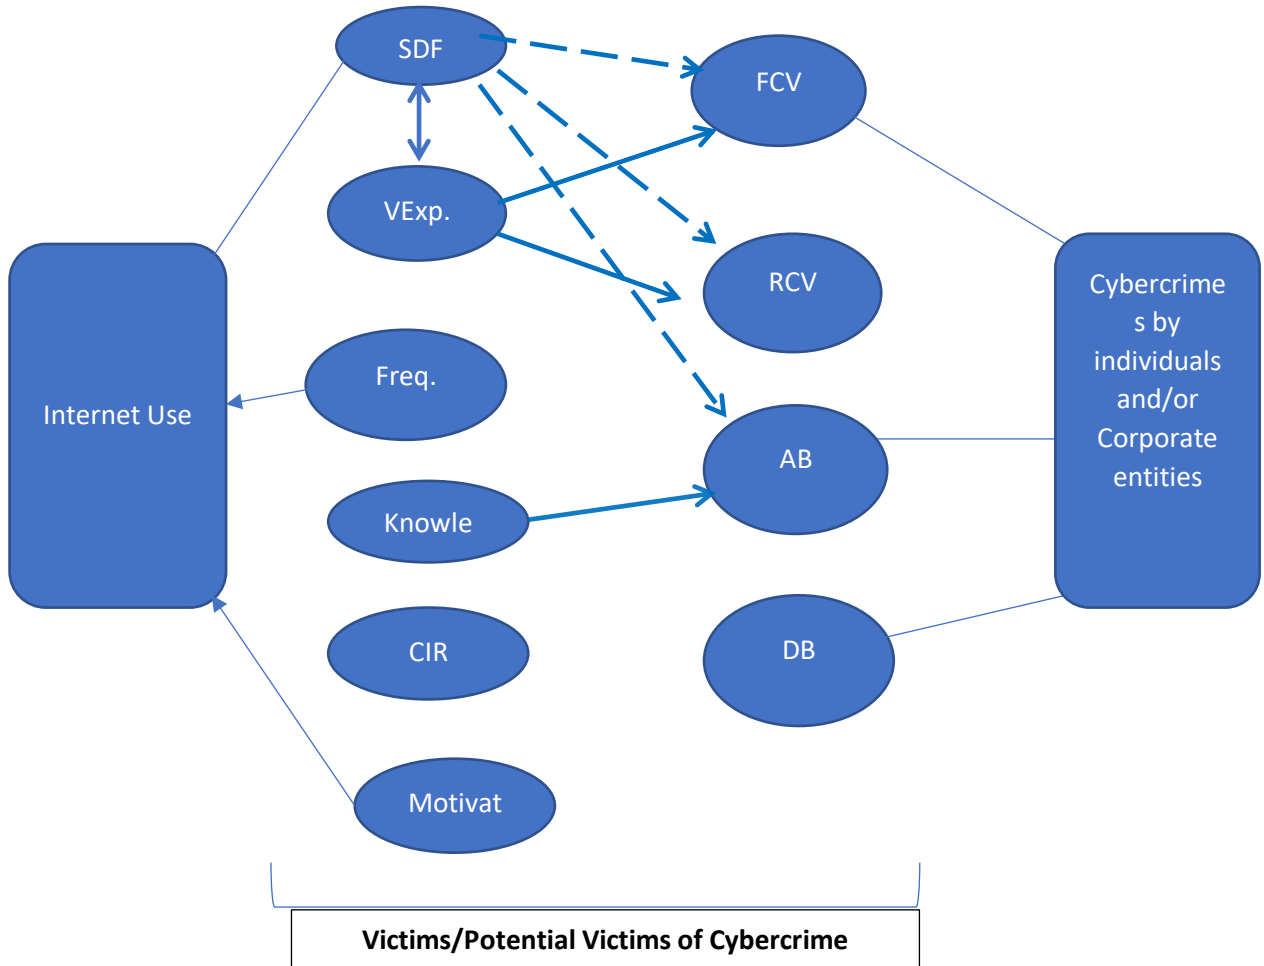 SDF
FCV
VExp.
RCV
Cybercrime
s by
individuals
and/or
Corporate
entities
Internet Use
Freq.
AB
Knowle
CIR
DB
Motivat
Victims/Potential Victims of Cybercrime